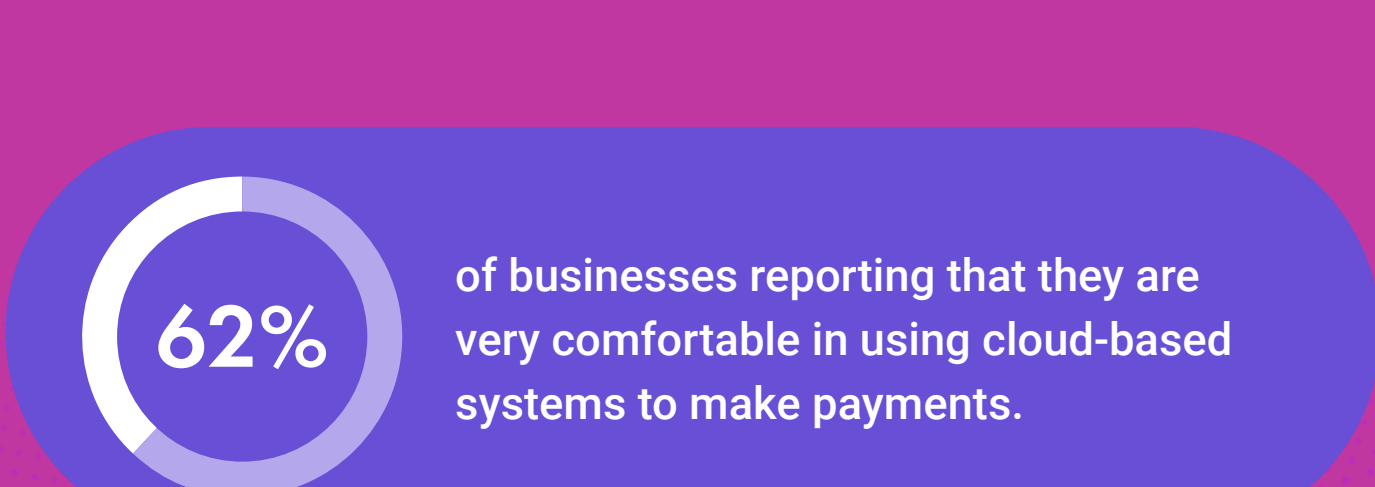 62%
of businesses reporting that they are
very comfortable in using cloud-based
systems to make payments.